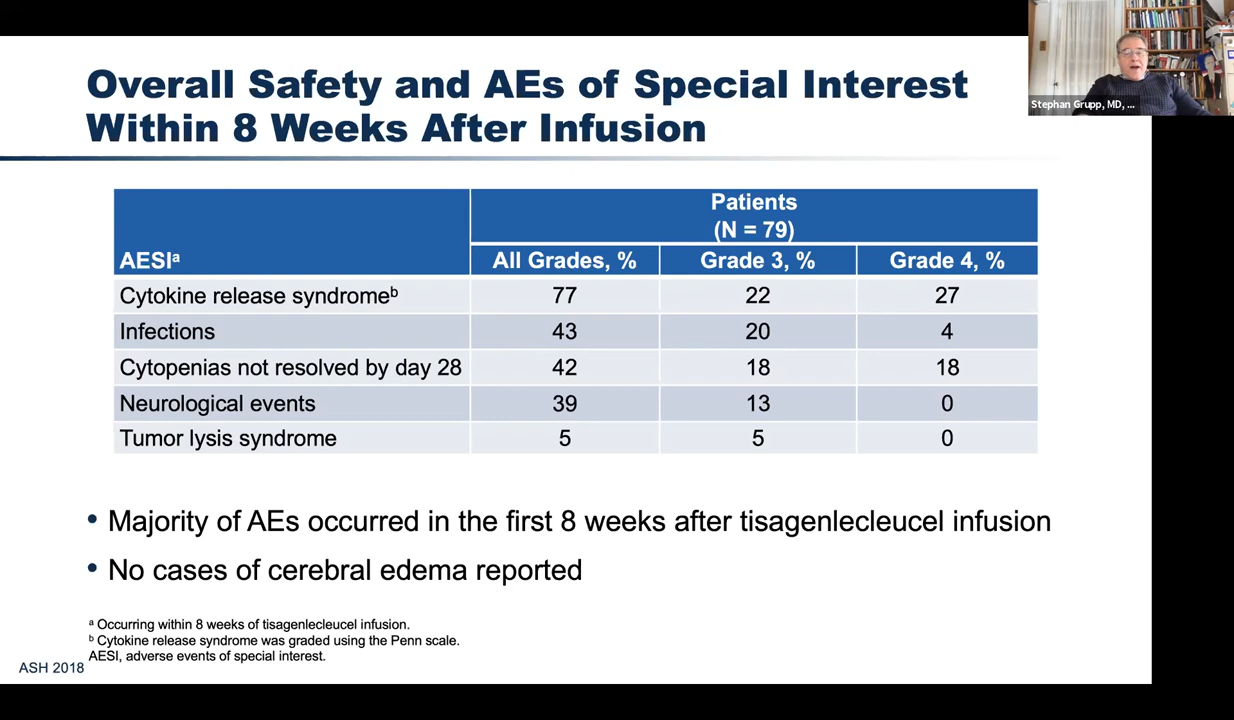 Overall Safety and AEs of Special Interest
Within 8 Weeks After Infusion
Stephan Grupp, MD, ...
Patients
(N = 79)
AESIᵃ All Grades, % Grade 3, % Grade 4, %
Cytokine release syndromeᵇ 77 22 27
Infections 43 20 4
Cytopenias not resolved by day 28 42 18 18
Neurological events 39 13 0
Tumor lysis syndrome 5 5 0
• Majority of AEs occurred in the first 8 weeks after tisagenlecleucel infusion
• No cases of cerebral edema reported
ᵃ Occurring within 8 weeks of tisagenlecleucel infusion.
ᵇ Cytokine release syndrome was graded using the Penn scale.
AESI, adverse events of special interest.
ASH 2018